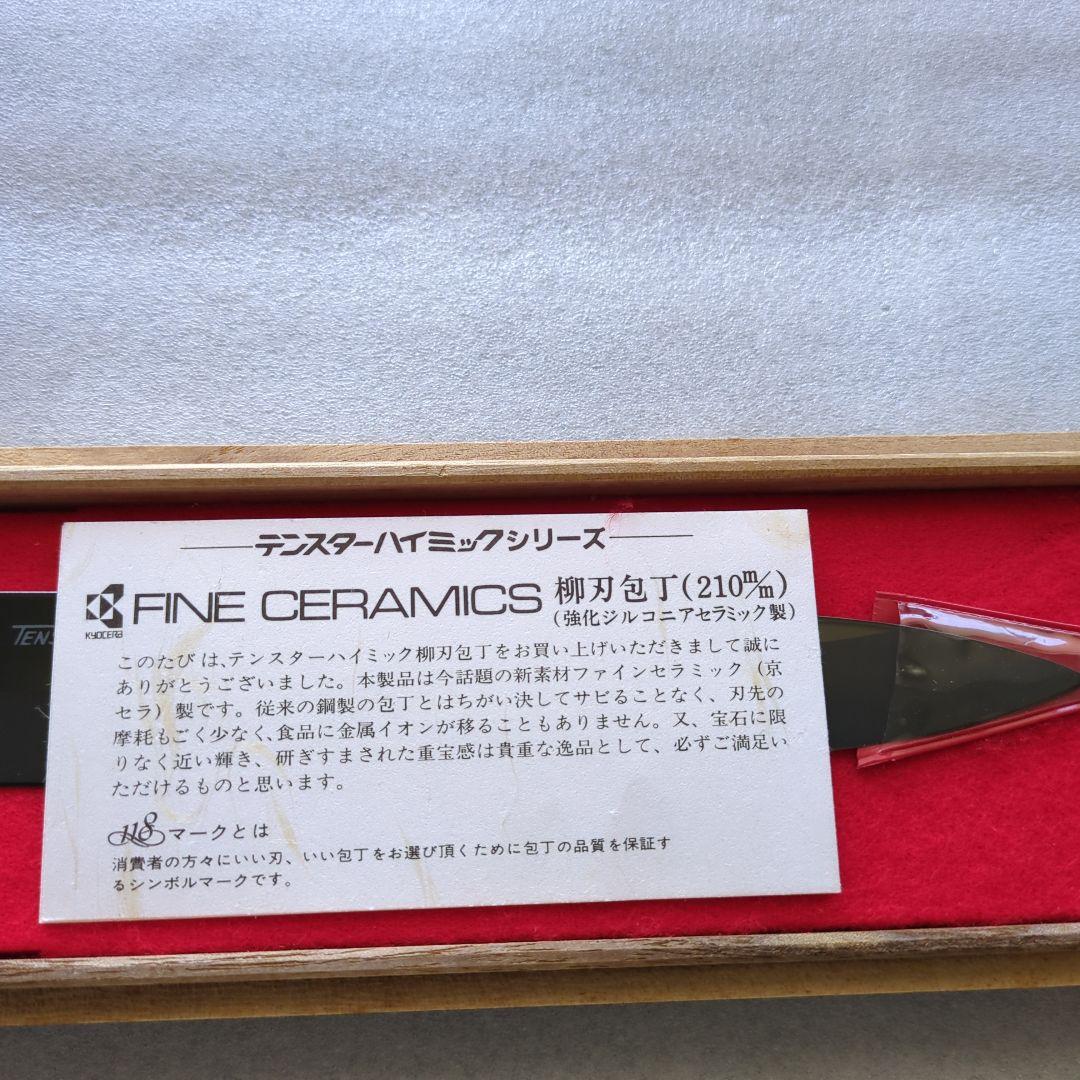 テンスターハイミックシリーズ
KYOCERA FINE CERAMICS 柳刃包丁(210m/m)
(強化ジルコニアセラミック製)
TENS
このたびは、テンスターハイミック柳刃包丁をお買い上げいただきまして誠に
ありがとうございました。本製品は今話題の新素材ファインセラミック(京
セラ)製です。従来の鋼製の包丁とはちがい決してサビることなく、刃先の
摩耗もごく少なく、食品に金属イオンが移ることもありません。又、宝石に限
りなく近い輝き、研ぎすまされた重宝感は貴重な逸品として、必ずご満足い
ただけるものと思います。
118マークとは
消費者の方々にいい刃、いい包丁をお選び頂くために包丁の品質を保証す
るシンボルマークです。